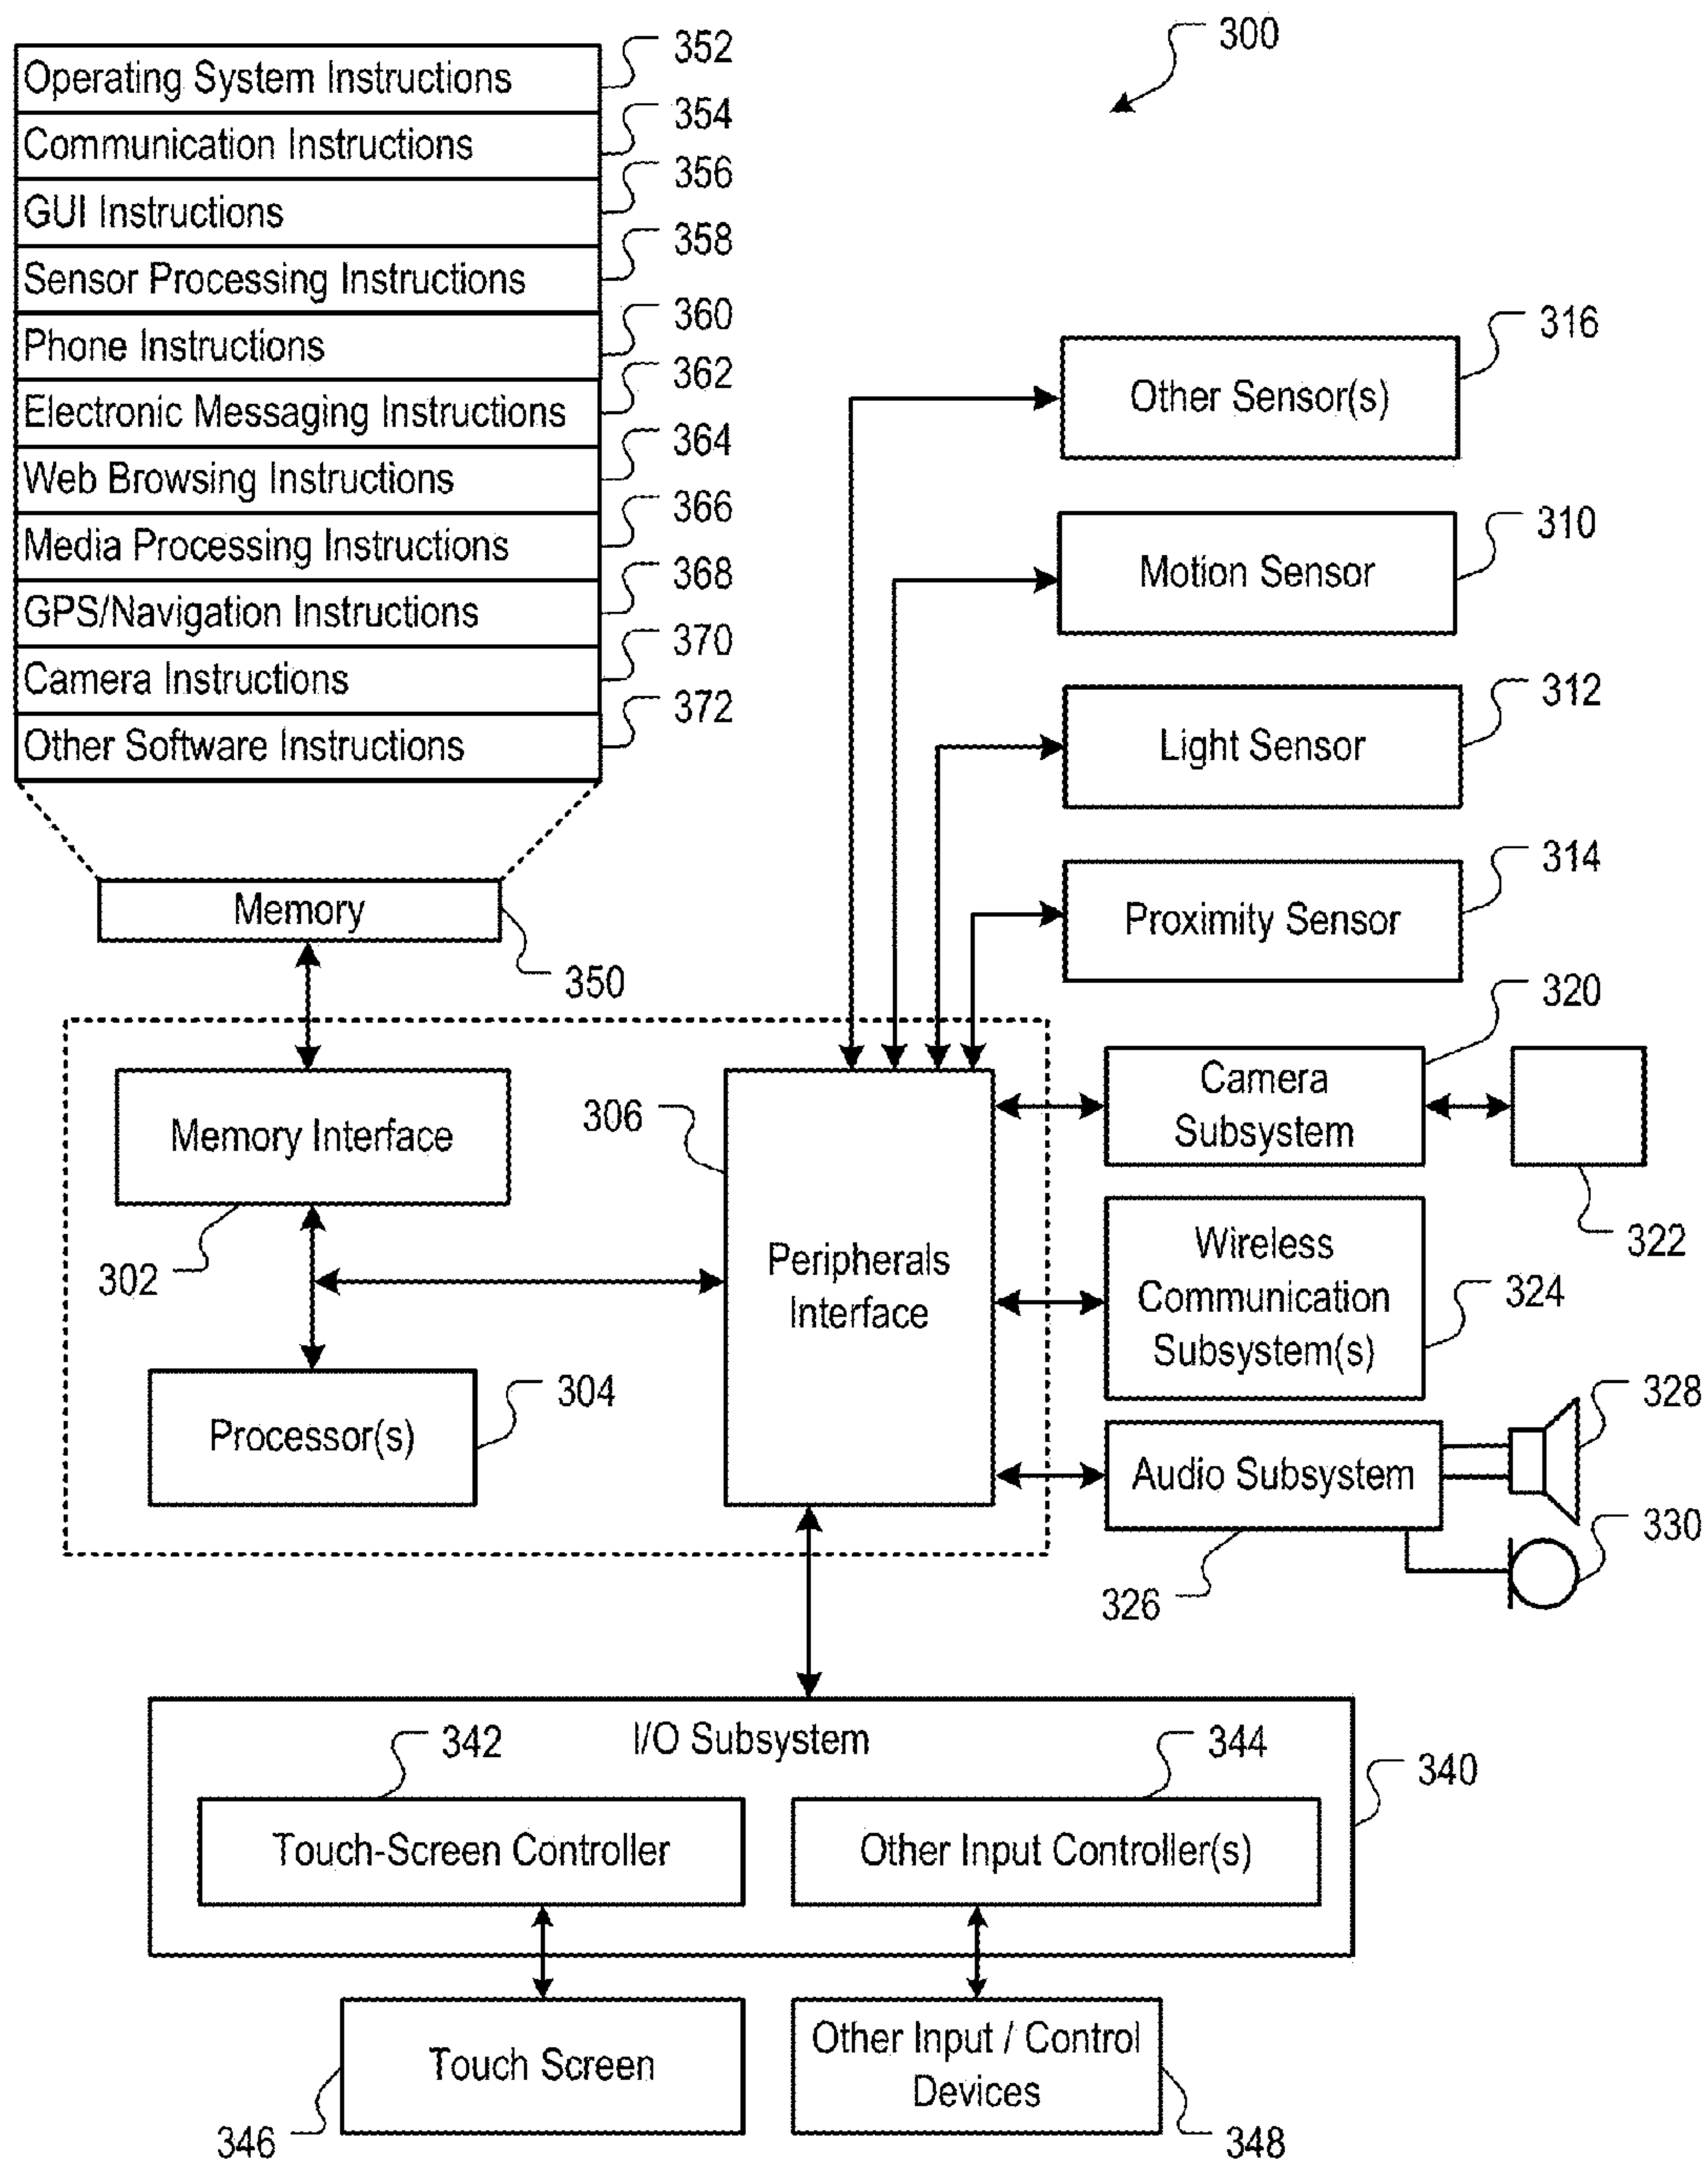 300
Operating System Instructions 352
Communication Instructions 354
GUI Instructions 356
Sensor Processing Instructions 358
Phone Instructions 360
Electronic Messaging Instructions 362
Web Browsing Instructions 364
Media Processing Instructions 366
GPS/Navigation Instructions 368
Camera Instructions 370
Other Software Instructions 372
Memory
350
Other Sensor(s)
316
Motion Sensor
310
Light Sensor
312
Proximity Sensor
314
Memory Interface
302
Processor(s)
304
306
Peripherals
Interface
320
Camera
Subsystem
322
Wireless
Communication
Subsystem(s)
324
Audio Subsystem
326
328
330
I/O Subsystem
340
342
Touch-Screen Controller
344
Other Input Controller(s)
Touch Screen
346
Other Input / Control
Devices
348